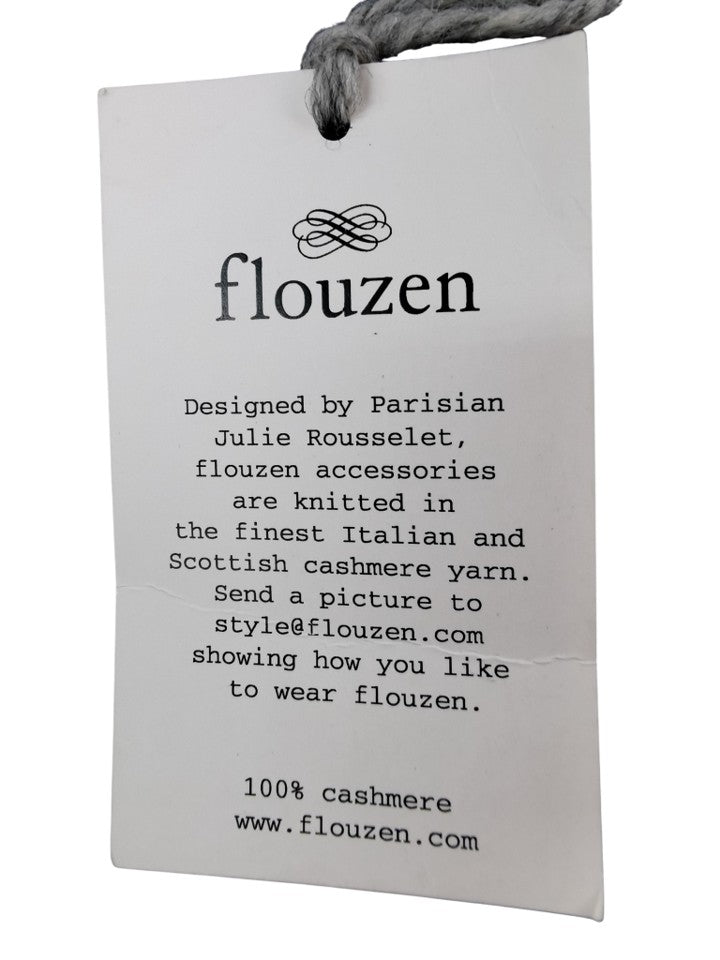 flouzen
Designed by Parisian
Julie Rousselet,
flouzen accessories
are knitted in
the finest Italian and
Scottish cashmere yarn.
Send a picture to
style@flouzen.com
showing how you like
to wear flouzen.
100% cashmere
www.flouzen.com